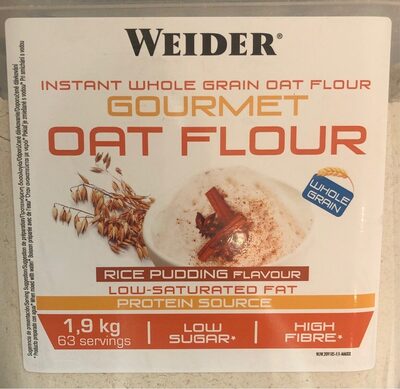 WEIDER®
INSTANT WHOLE GRAIN OAT FLOUR
GOURMET
OAT FLOUR
WHOLE
GRAIN
RICE PUDDING FLAVOUR
LOW-SATURATED FAT
PROTEIN SOURCE
1,9 kg
63 servings
LOW
SUGAR*
HIGH
FIBRE*